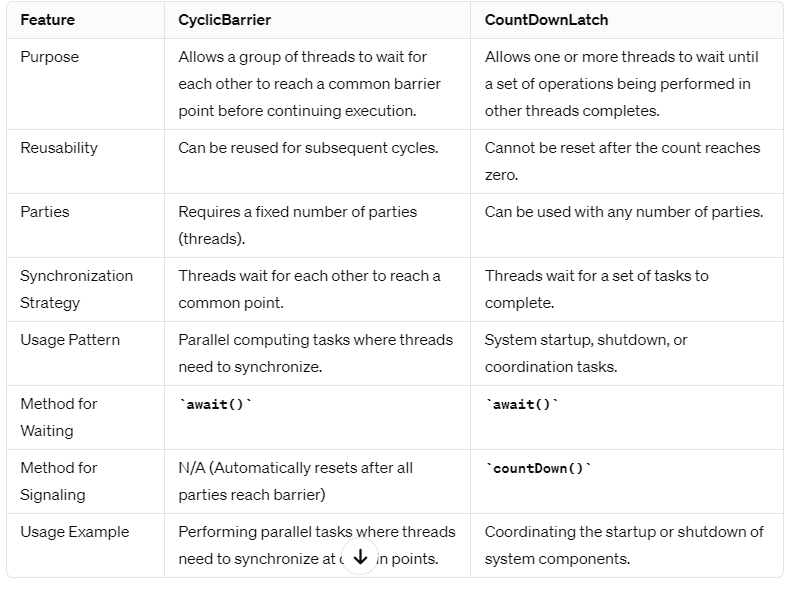 Feature CyclicBarrier CountDownLatch
Purpose Allows a group of threads to wait for Allows one or more threads to wait until
each other to reach a common barrier a set of operations being performed in
point before continuing execution. other threads completes.
Reusability Can be reused for subsequent cycles. Cannot be reset after the count reaches
zero.
Parties Requires a fixed number of parties Can be used with any number of parties.
(threads).
Synchronization Threads wait for each other to reach a Threads wait for a set of tasks to
Strategy common point. complete.
Usage Pattern Parallel computing tasks where threads System startup, shutdown, or
need to synchronize. coordination tasks.
Method for `await()` `await()`
Waiting
Method for N/A (Automatically resets after all `countDown()`
Signaling parties reach barrier)
Usage Example Performing parallel tasks where threads Coordinating the startup or shutdown of
need to synchronize at points. system components.